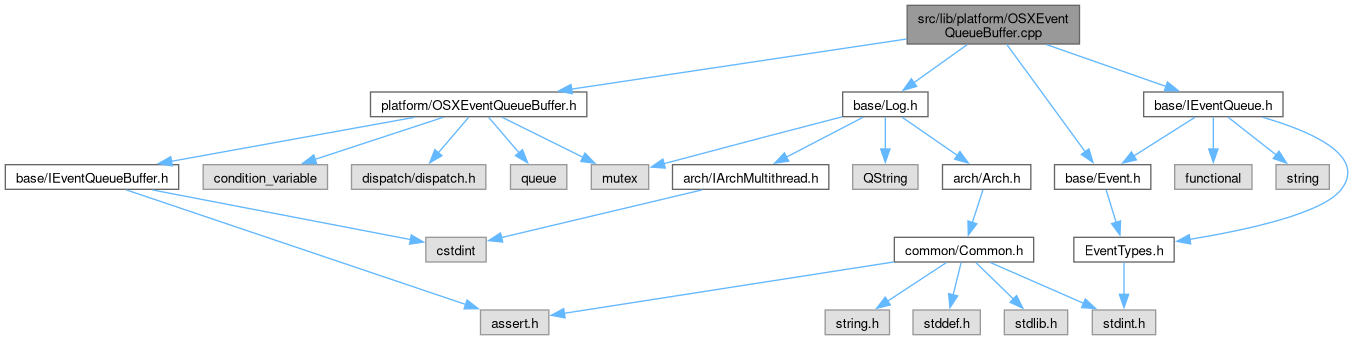 src/lib/platform/OSXEvent
QueueBuffer.cpp
platform/OSXEventQueueBuffer.h
base/Log.h
base/IEventQueue.h
base/IEventQueueBuffer.h
condition_variable
dispatch/dispatch.h
queue
mutex
arch/IArchMultithread.h
QString
arch/Arch.h
base/Event.h
functional
string
cstdint
common/Common.h
EventTypes.h
assert.h
string.h
stddef.h
stdlib.h
stdint.h